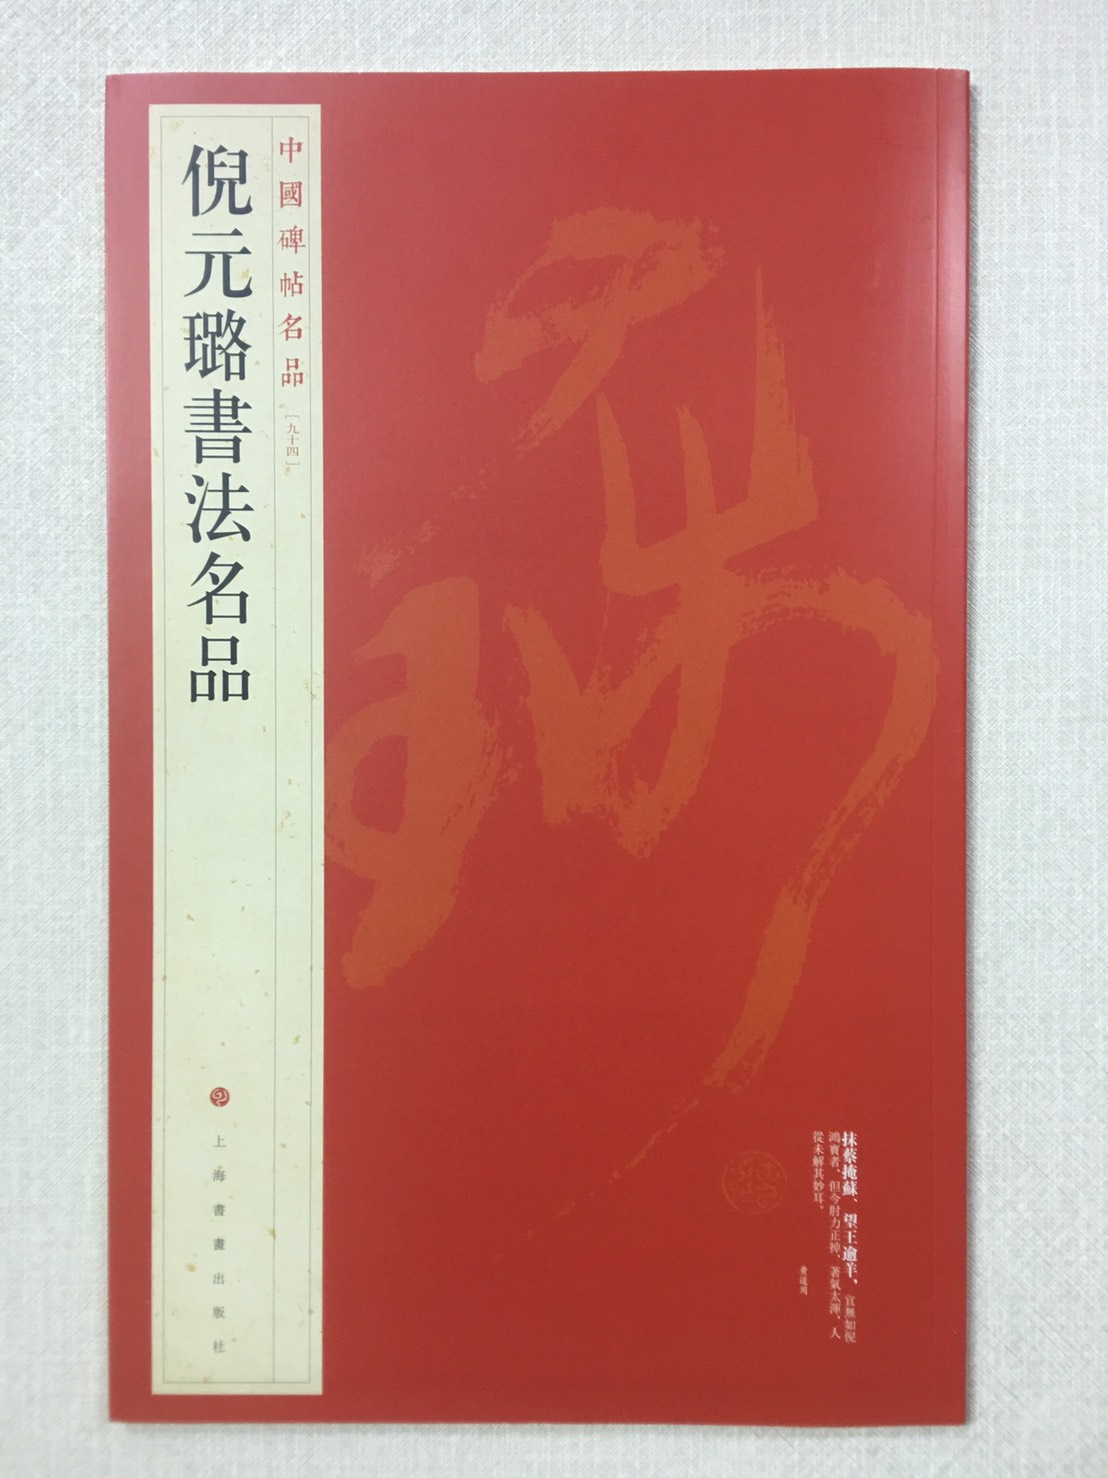 中國碑帖名品
[九十四]
倪元璐書法名品
上海書畫出版社
抹蔡掩蘇、望王逾羊，宜無如倪
鴻寶者，但今肘力正掉、著氣太渾，人
從未解其妙耳。
黄道周